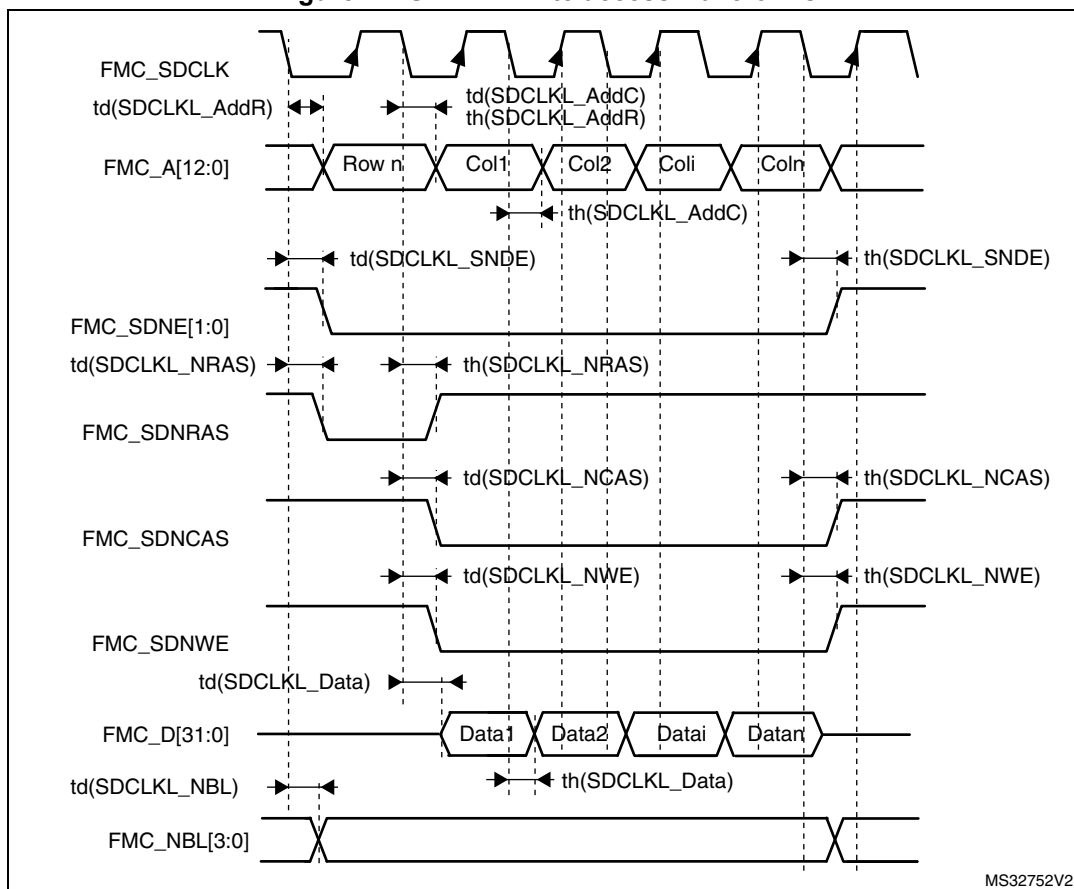 FMC_SDCLK
td(SDCLKL_AddR)
td(SDCLKL_AddC)
th(SDCLKL_AddR)
FMC_A[12:0]
Row n
Col1
Col2
Coli
Coln
th(SDCLKL_AddC)
td(SDCLKL_SNDE)
th(SDCLKL_SNDE)
FMC_SDNE[1:0]
td(SDCLKL_NRAS)
th(SDCLKL_NRAS)
FMC_SDNRAS
td(SDCLKL_NCAS)
th(SDCLKL_NCAS)
FMC_SDNCAS
td(SDCLKL_NWE)
th(SDCLKL_NWE)
FMC_SDNWE
td(SDCLKL_Data)
FMC_D[31:0]
Data1
Data2
Datai
Datan
td(SDCLKL_NBL)
th(SDCLKL_Data)
FMC_NBL[3:0]
MS32752V2